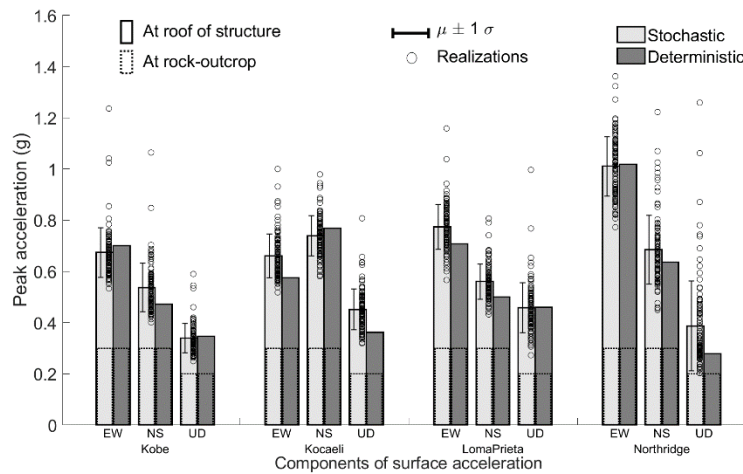 At roof of structure
At rock-outcrop
μ ± 1 σ
Realizations
Stochastic
Deterministic
Peak acceleration (g)
1.6
1.4
1.2
1
0.8
0.6
0.4
0.2
0
EW NS UD EW NS UD EW NS UD EW NS UD
Kobe Kocaeli LomaPrieta Northridge
Components of surface acceleration